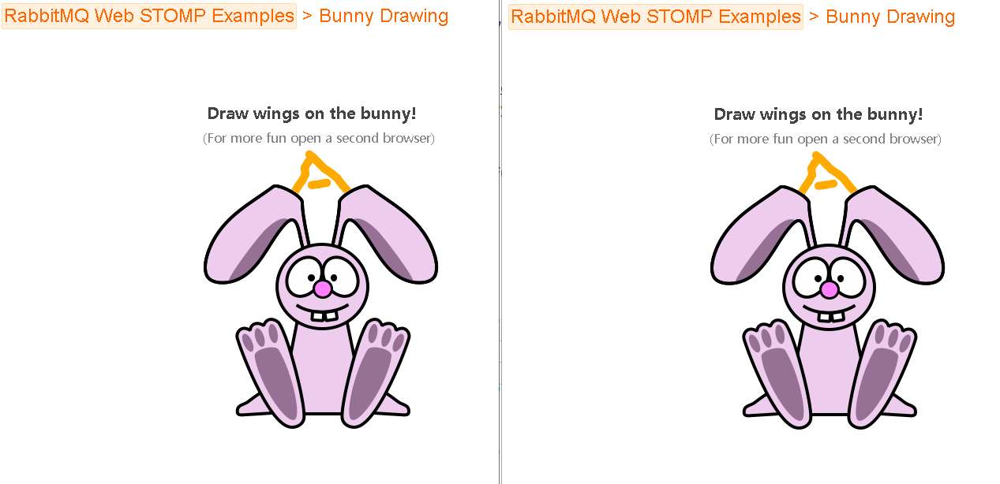 RabbitMQ Web STOMP Examples > Bunny Drawing
Draw wings on the bunny!
(For more fun open a second browser)
RabbitMQ Web STOMP Examples > Bunny Drawing
Draw wings on the bunny!
(For more fun open a second browser)